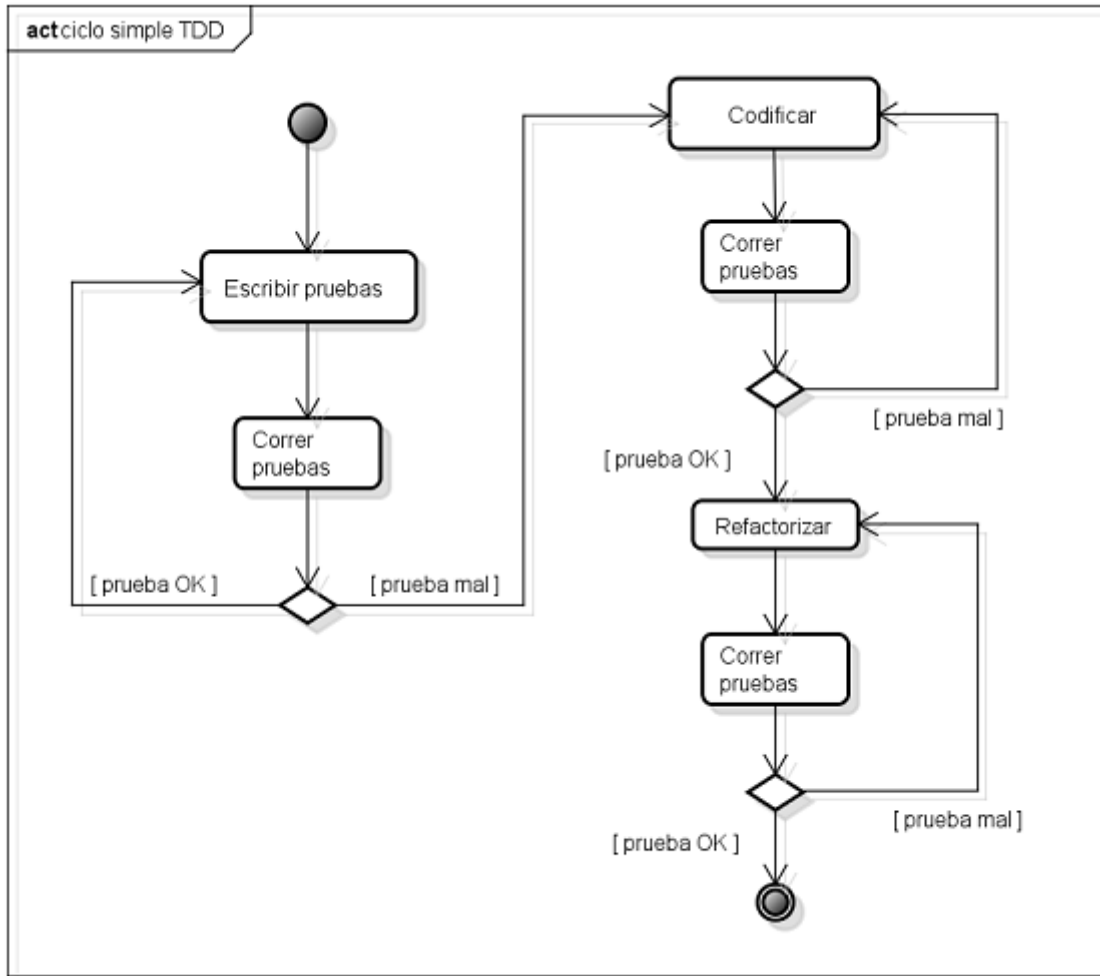 act ciclo simple TDD
Escribir pruebas
Correr
pruebas
[ prueba OK ]
[ prueba mal ]
Codificar
Correr
pruebas
[ prueba mal ]
[ prueba OK ]
Refactorizar
Correr
pruebas
[ prueba mal ]
[ prueba OK ]